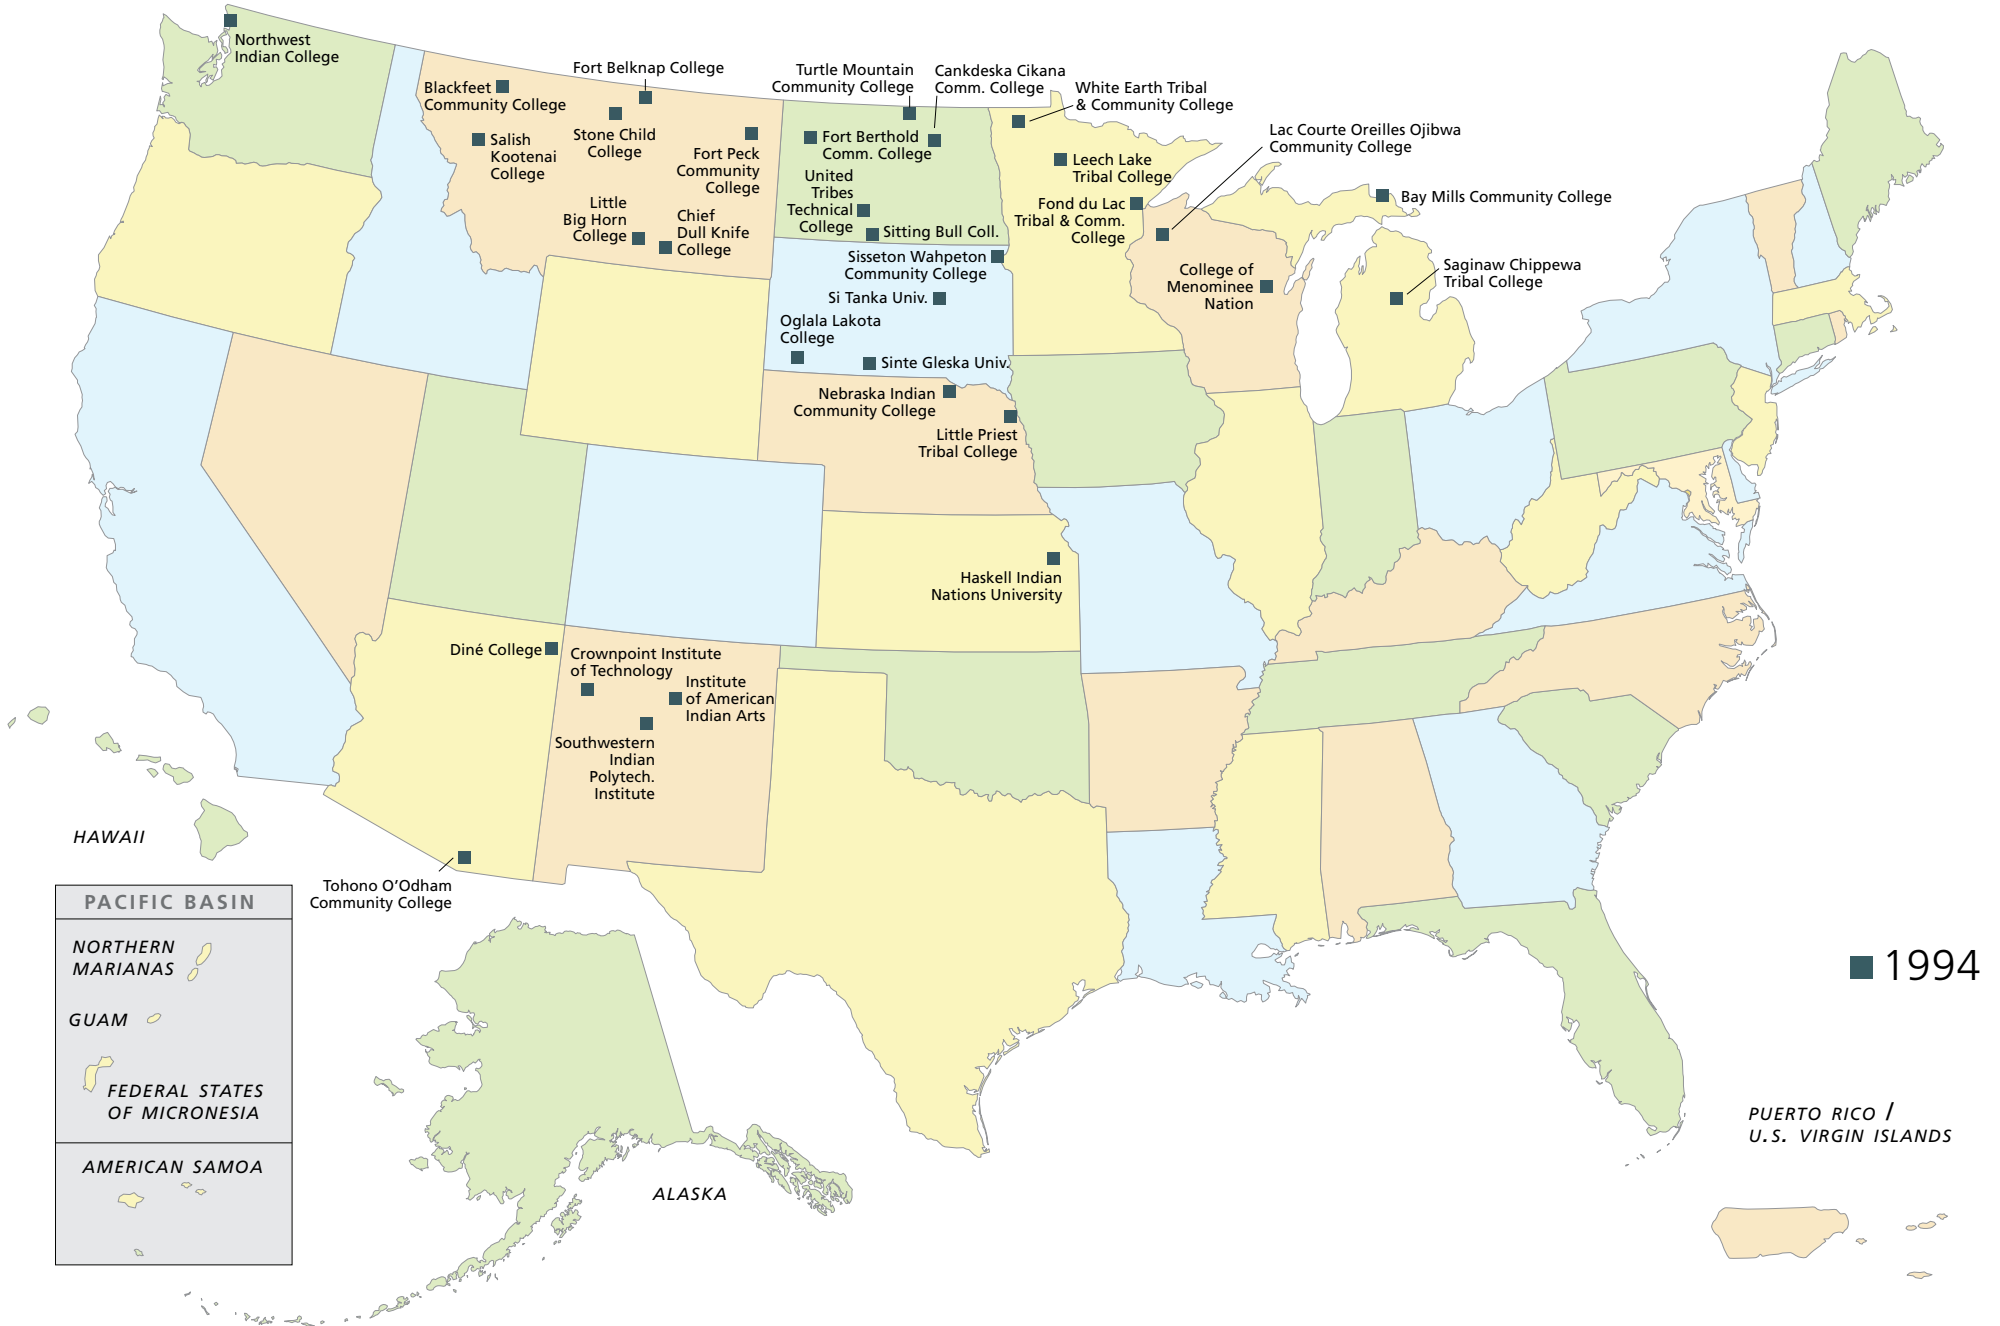 Northwest
Indian College
Blackfeet
Community College
Salish
Kootenai
College
Fort Belknap College
Stone Child
College
Fort Peck
Community
College
Little
Big Horn
College
Chief
Dull Knife
College
Turtle Mountain
Community College
Cankdeska Cikana
Comm. College
Fort Berthold
Comm. College
United
Tribes
Technical
College
Sitting Bull Coll.
White Earth Tribal
& Community College
Leech Lake
Tribal College
Fond du Lac
Tribal & Comm.
College
Lac Courte Oreilles Ojibwa
Community College
College of
Menominee
Nation
Bay Mills Community College
Saginaw Chippewa
Tribal College
Sisseton Wahpeton
Community College
Si Tanka Univ.
Oglala Lakota
College
Sinte Gleska Univ.
Nebraska Indian
Community College
Little Priest
Tribal College
Haskell Indian
Nations University
Diné College
Crownpoint Institute
of Technology
Institute
of American
Indian Arts
Southwestern
Indian
Polytech.
Institute
Tohono O’Odham
Community College
HAWAII
PACIFIC BASIN
NORTHERN
MARIANAS
GUAM
FEDERAL STATES
OF MICRONESIA
AMERICAN SAMOA
ALASKA
1994
PUERTO RICO /
U.S. VIRGIN ISLANDS